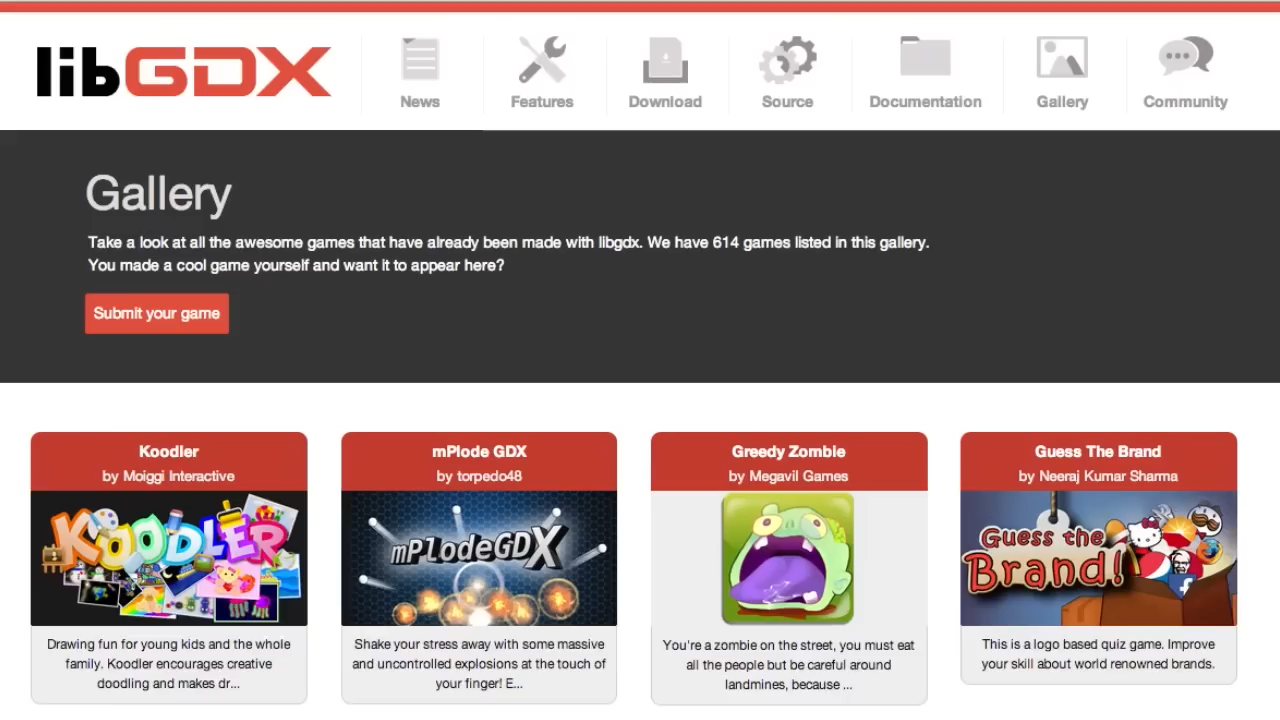 libGDX
News
Features
Download
Source
Documentation
Gallery
Community
Gallery
Take a look at all the awesome games that have already been made with libgdx. We have 614 games listed in this gallery.
You made a cool game yourself and want it to appear here?
Submit your game
Koodler
by Moiggi Interactive
KOODLER
Drawing fun for young kids and the whole
family. Koodler encourages creative
doodling and makes dr...
mPlode GDX
by torpedo48
mPlodeGDX
Shake your stress away with some massive
and uncontrolled explosions at the touch of
your finger! E...
Greedy Zombie
by Megavil Games
You're a zombie on the street, you must eat
all the people but be careful around
landmines, because ...
Guess The Brand
by Neeraj Kumar Sharma
Guess the
Brand!
This is a logo based quiz game. Improve
your skill about world renowned brands.